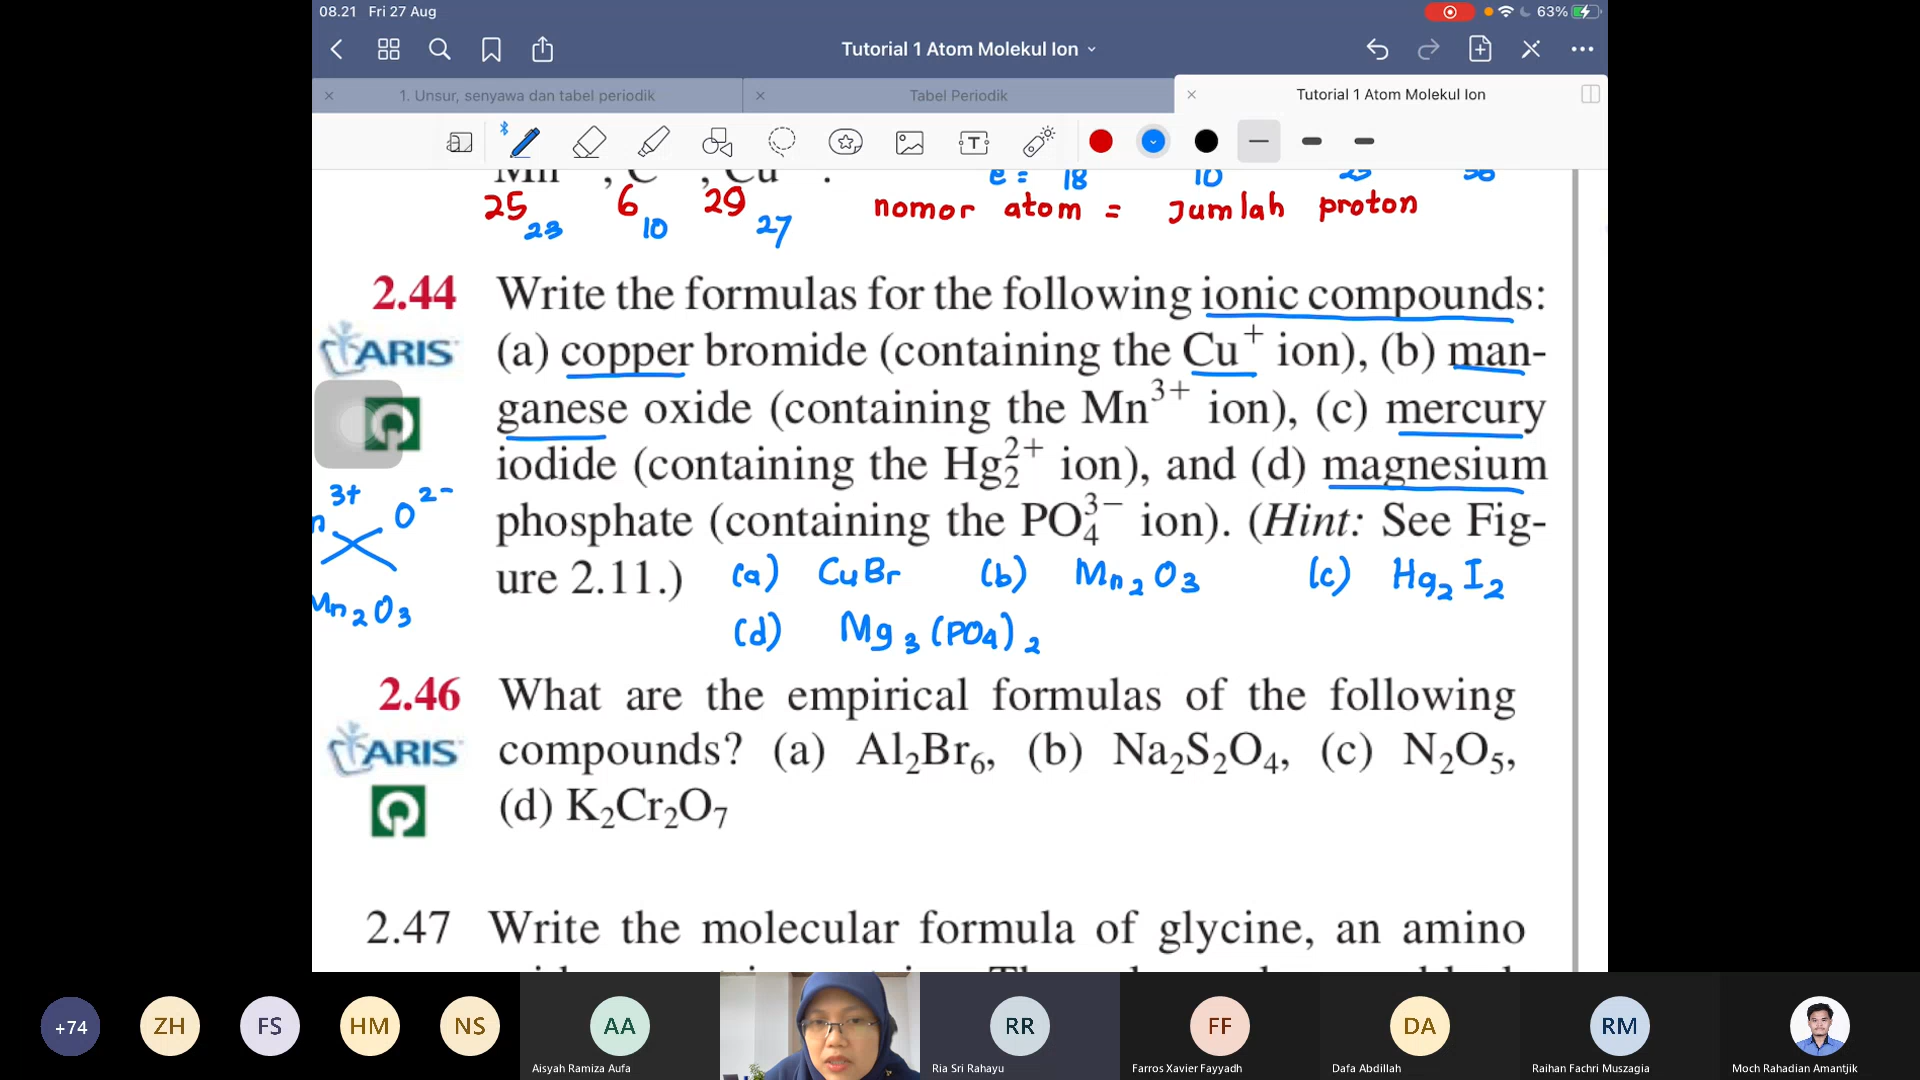 08.21 Fri 27 Aug
63%
Tutorial 1 Atom Molekul Ion
1. Unsur, senyawa dan tabel periodik
Tabel Periodik
Tutorial 1 Atom Molekul Ion
Mn , C , Cu .
e = 18 10 23 36
25 6 29 nomor atom = Jumlah proton
23 10 27
2.44 Write the formulas for the following ionic compounds:
ARIS (a) copper bromide (containing the Cu⁺ ion), (b) man-
ganese oxide (containing the Mn³⁺ ion), (c) mercury
iodide (containing the Hg₂²⁺ ion), and (d) magnesium
phosphate (containing the PO₄³⁻ ion). (Hint: See Fig-
ure 2.11.) (a) CuBr (b) Mn₂O₃ (c) Hg₂I₂
(d) Mg₃(PO₄)₂
n³⁺ O²⁻
Mn₂O₃
2.46 What are the empirical formulas of the following
ARIS compounds? (a) Al₂Br₆, (b) Na₂S₂O₄, (c) N₂O₅,
(d) K₂Cr₂O₇
2.47 Write the molecular formula of glycine, an amino
+74 ZH FS HM NS AA RR FF DA RM
Aisyah Ramiza Aufa Ria Sri Rahayu Farros Xavier Fayyadh Dafa Abdillah Raihan Fachri Muszagia Moch Rahadian Amantjik